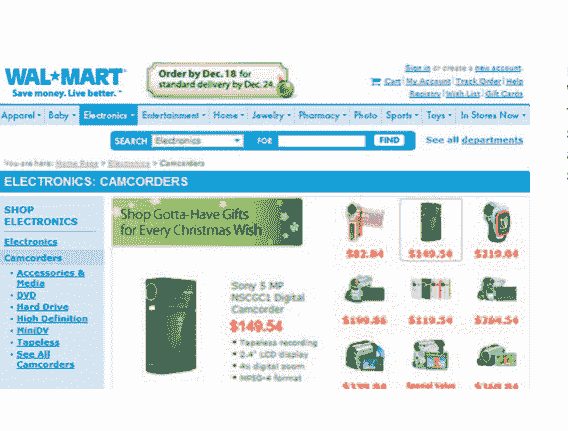 WAL★MART
Save money. Live better.
Order by Dec. 18 for
standard delivery by Dec. 24.
Sign in or create a new account.
Cart My Account Track Order Help
Registry Wish List Gift Cards
Apparel Baby Electronics Entertainment Home Jewelry Pharmacy Photo Sports Toys In Stores Now
SEARCH Electronics FOR FIND See all departments
You are here: Home Page > Electronics > Camcorders
ELECTRONICS: CAMCORDERS
SHOP
ELECTRONICS
Electronics
Camcorders
• Accessories &
Media
• DVD
• Hard Drive
• High Definition
• MiniDV
• Tapeless
• See All
Camcorders
Shop Gotta-Have Gifts
for Every Christmas Wish
Sony 5 MP
NSCGC1 Digital
Camcorder
$149.54
• Tapeless recording
• 2.4" LCD display
• 4x digital zoom
• MPEG-4 format
$82.84 $149.54 $219.04
$199.86 $119.54 $284.54
Special Value